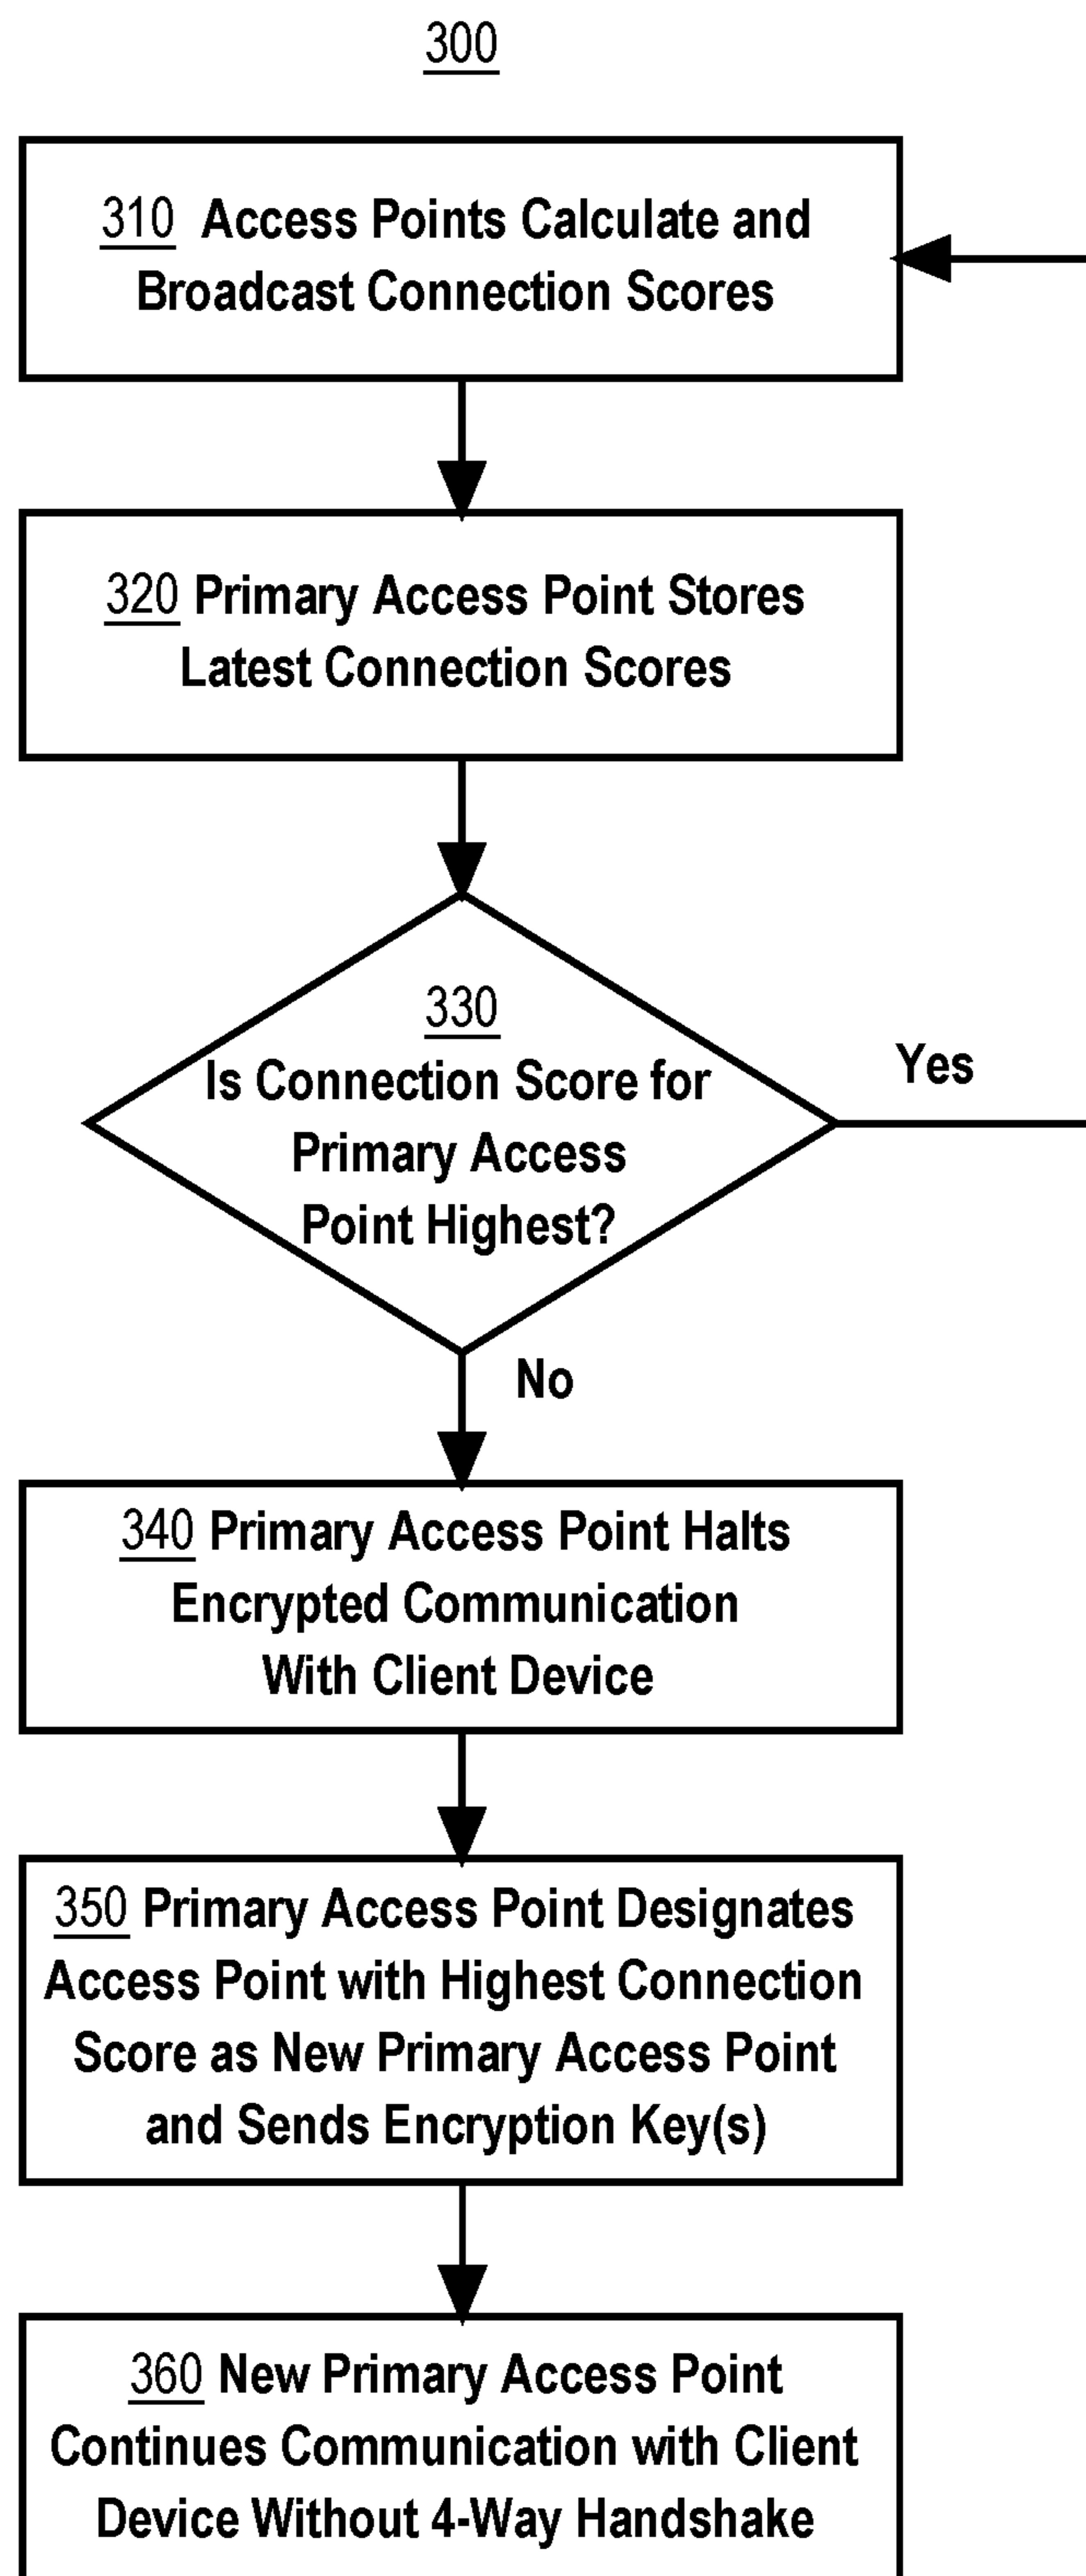 300
310 Access Points Calculate and
Broadcast Connection Scores
320 Primary Access Point Stores
Latest Connection Scores
330
Is Connection Score for
Primary Access
Point Highest?
Yes
No
340 Primary Access Point Halts
Encrypted Communication
With Client Device
350 Primary Access Point Designates
Access Point with Highest Connection
Score as New Primary Access Point
and Sends Encryption Key(s)
360 New Primary Access Point
Continues Communication with Client
Device Without 4-Way Handshake